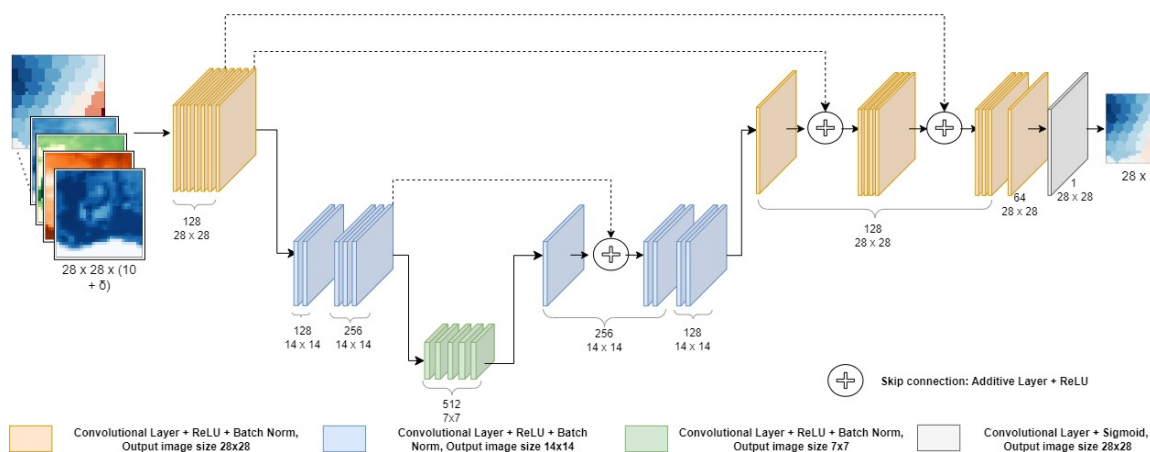 128
28 x 28
28 x 28 x (10
+ δ)
128
14 x 14
256
14 x 14
512
7x7
256
14 x 14
128
14 x 14
128
28 x 28
64
28 x 28
1
28 x 28
28 x
Skip connection: Additive Layer + ReLU
Convolutional Layer + ReLU + Batch Norm,
Output image size 28x28
Convolutional Layer + ReLU + Batch
Norm, Output image size 14x14
Convolutional Layer + ReLU + Batch Norm,
Output image size 7x7
Convolutional Layer + Sigmoid,
Output image size 28x28